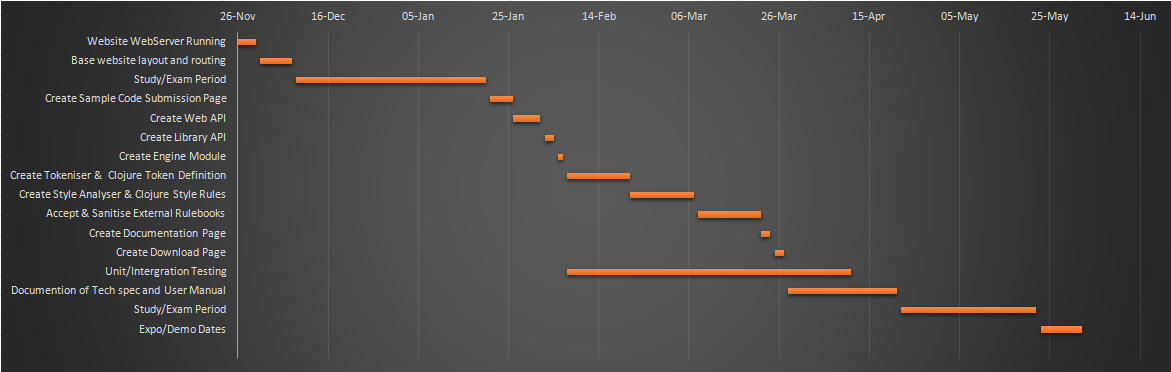 26-Nov 16-Dec 05-Jan 25-Jan 14-Feb 06-Mar 26-Mar 15-Apr 05-May 25-May 14-Jun
Website WebServer Running
Base website layout and routing
Study/Exam Period
Create Sample Code Submission Page
Create Web API
Create Library API
Create Engine Module
Create Tokeniser & Clojure Token Definition
Create Style Analyser & Clojure Style Rules
Accept & Sanitise External Rulebooks
Create Documentation Page
Create Download Page
Unit/Intergration Testing
Documention of Tech spec and User Manual
Study/Exam Period
Expo/Demo Dates